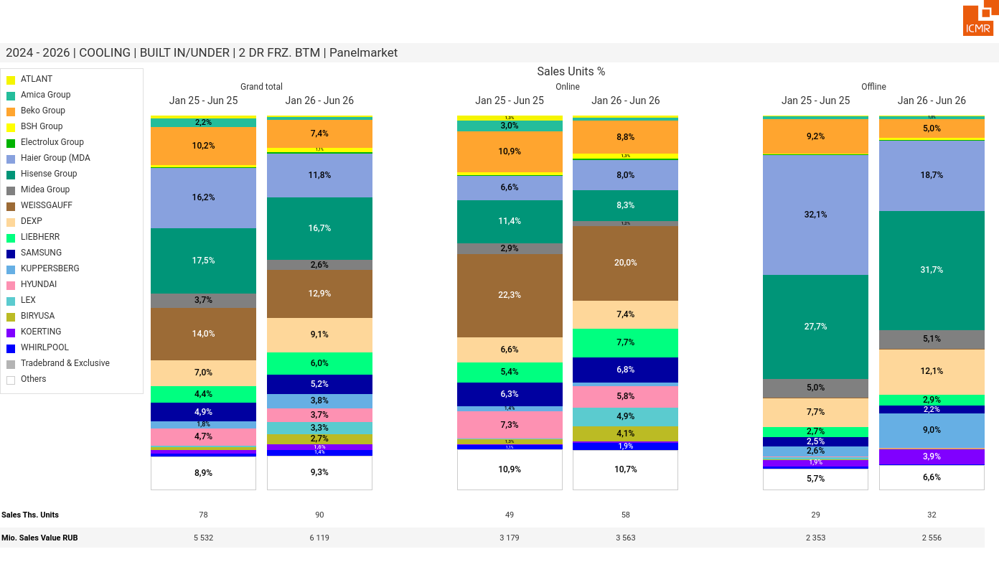 ICMR
2024 - 2026 | COOLING | BUILT IN/UNDER | 2 DR FRZ. BTM | Panelmarket
ATLANT
Amica Group
Beko Group
BSH Group
Electrolux Group
Haier Group (MDA
Hisense Group
Midea Group
WEISSGAUFF
DEXP
LIEBHERR
SAMSUNG
KUPPERSBERG
HYUNDAI
LEX
BIRYUSA
KOERTING
WHIRLPOOL
Tradebrand & Exclusive
Others
Sales Units %
Grand total
Online
Offline
Jan 25 - Jun 25
Jan 26 - Jun 26
Jan 25 - Jun 25
Jan 26 - Jun 26
Jan 25 - Jun 25
Jan 26 - Jun 26
2,2%
10,2%
16,2%
17,5%
3,7%
14,0%
7,0%
4,4%
4,9%
1,8%
4,7%
8,9%
7,4%
1,1%
11,8%
16,7%
2,6%
12,9%
9,1%
6,0%
5,2%
3,8%
3,7%
3,3%
2,7%
1,6%
1,4%
9,3%
1,3%
3,0%
10,9%
6,6%
11,4%
2,9%
22,3%
6,6%
5,4%
6,3%
1,4%
7,3%
1,3%
1,1%
10,9%
8,8%
1,3%
8,0%
8,3%
1,2%
20,0%
7,4%
7,7%
6,8%
5,8%
4,9%
4,1%
1,9%
10,7%
9,2%
32,1%
27,7%
5,0%
7,7%
2,7%
2,5%
2,6%
1,9%
5,7%
1,0%
5,0%
18,7%
31,7%
5,1%
12,1%
2,9%
2,2%
9,0%
3,9%
6,6%
Sales Ths. Units 78 90 49 58 29 32
Mio. Sales Value RUB 5 532 6 119 3 179 3 563 2 353 2 556